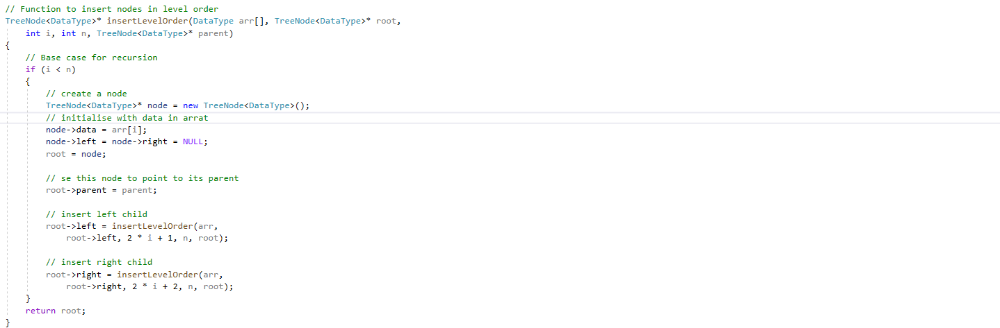 // Function to insert nodes in level order
TreeNode<DataType>* insertLevelOrder(DataType arr[], TreeNode<DataType>* root,
    int i, int n, TreeNode<DataType>* parent)
{
    // Base case for recursion
    if (i < n)
    {
        // create a node
        TreeNode<DataType>* node = new TreeNode<DataType>();
        // initialise with data in arrat
        node->data = arr[i];
        node->left = node->right = NULL;
        root = node;

        // se this node to point to its parent
        root->parent = parent;

        // insert left child
        root->left = insertLevelOrder(arr,
            root->left, 2 * i + 1, n, root);

        // insert right child
        root->right = insertLevelOrder(arr,
            root->right, 2 * i + 2, n, root);
    }
    return root;
}